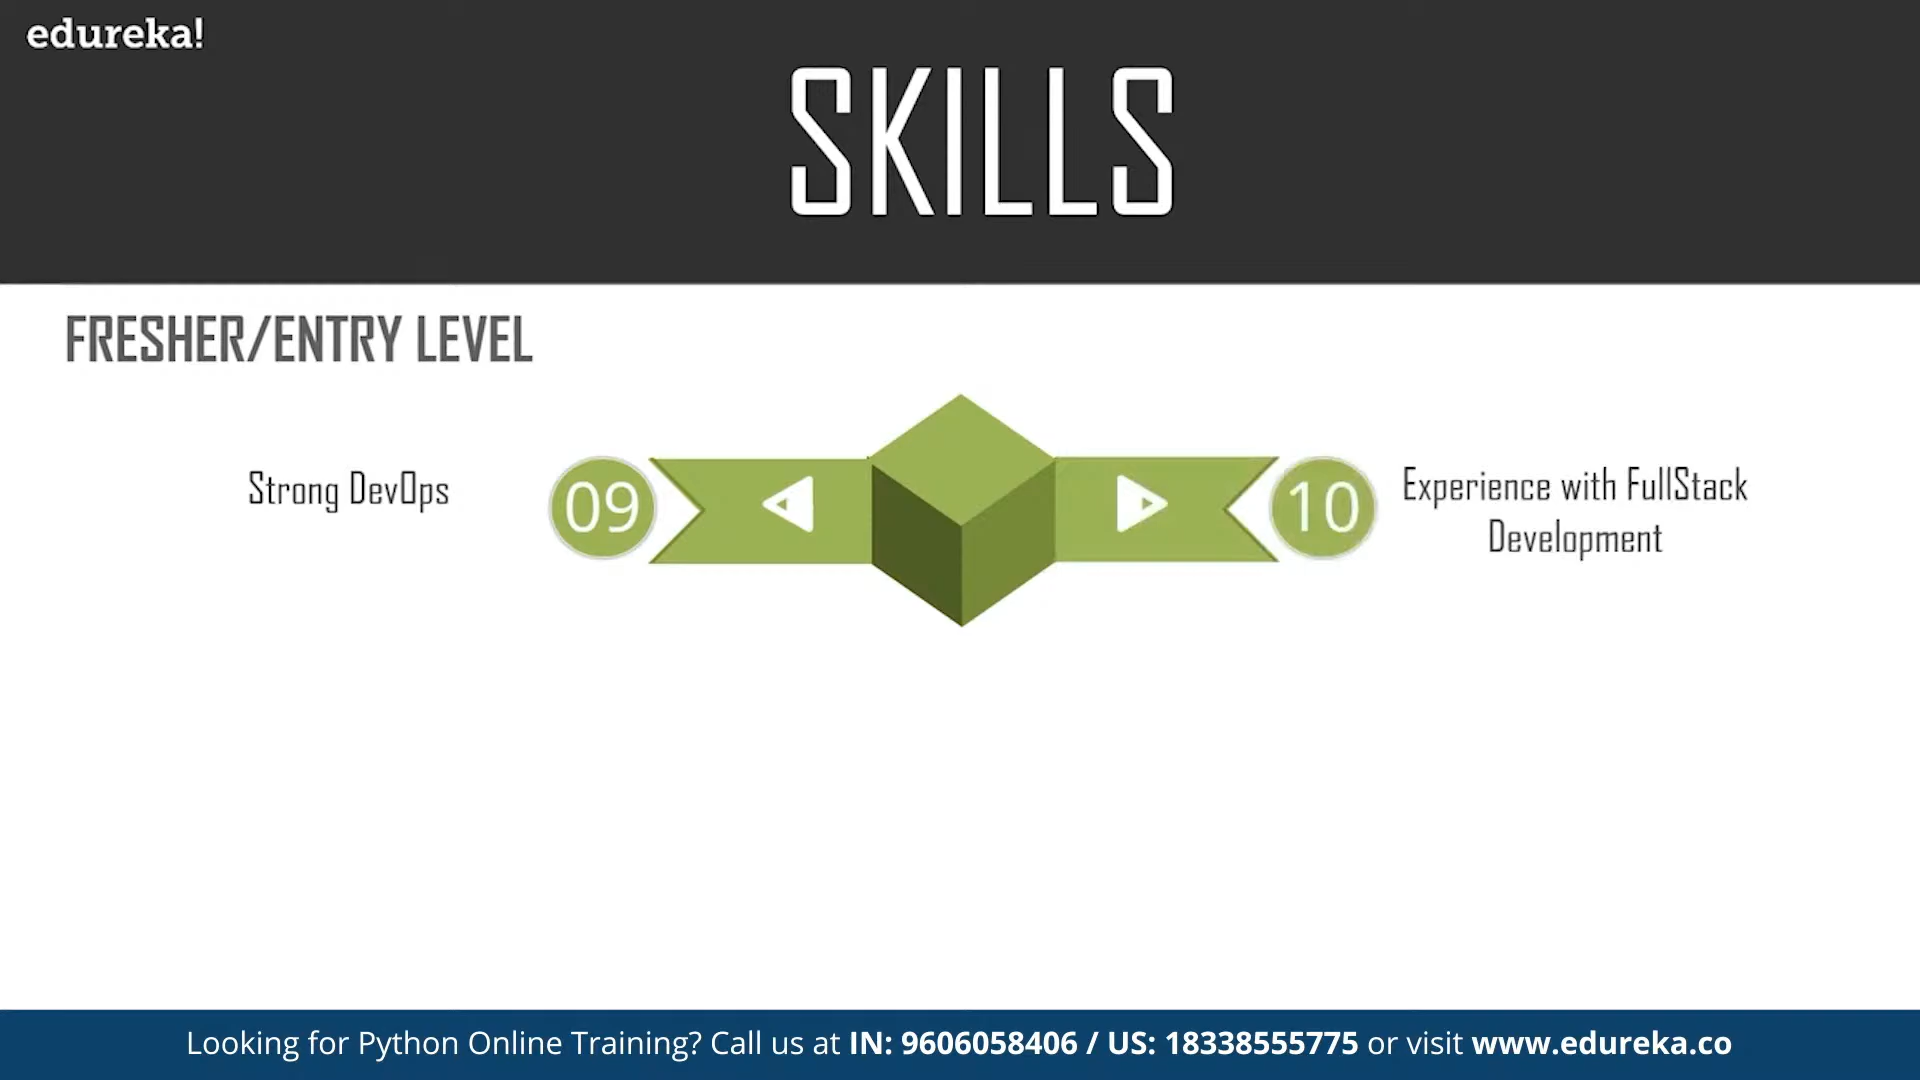 edureka!
SKILLS
FRESHER/ENTRY LEVEL
Strong DevOps
09
10
Experience with FullStack
Development
Looking for Python Online Training? Call us at IN: 9606058406 / US: 18338555775 or visit www.edureka.co